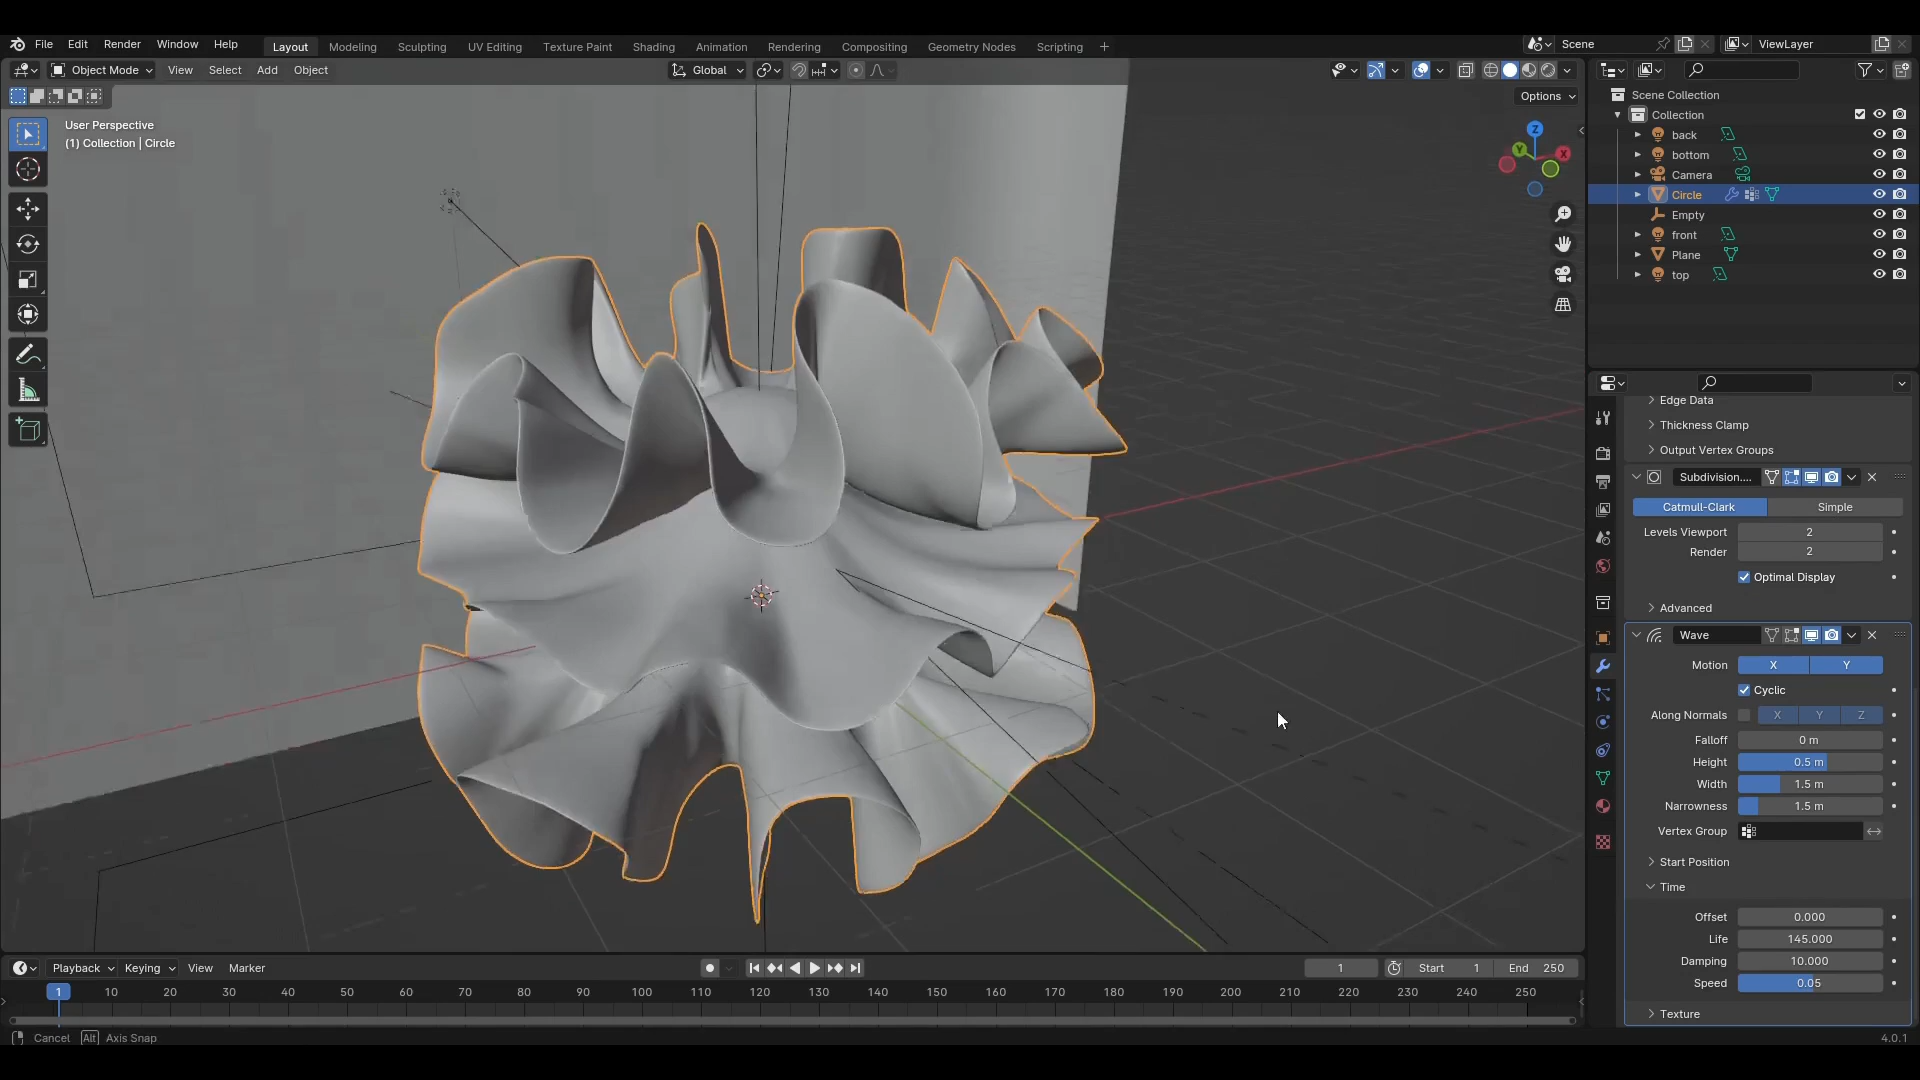 File Edit Render Window Help Layout Modeling Sculpting UV Editing Texture Paint Shading Animation Rendering Compositing Geometry Nodes Scripting + Scene ViewLayer
Object Mode View Select Add Object Global
Options
User Perspective
(1) Collection | Circle
Z
Y
X
Scene Collection
Collection
back
bottom
Camera
Circle
Empty
front
Plane
top
Edge Data
Thickness Clamp
Output Vertex Groups
Subdivision....
Catmull-Clark Simple
Levels Viewport 2
Render 2
Optimal Display
Advanced
Wave
Motion X Y
Cyclic
Along Normals X Y Z
Falloff 0 m
Height 0.5 m
Width 1.5 m
Narrowness 1.5 m
Vertex Group
Start Position
Time
Offset 0.000
Life 145.000
Damping 10.000
Speed 0.05
Texture
Playback Keying View Marker 1 Start 1 End 250
1 10 20 30 40 50 60 70 80 90 100 110 120 130 140 150 160 170 180 190 200 210 220 230 240 250
Cancel Alt Axis Snap 4.0.1